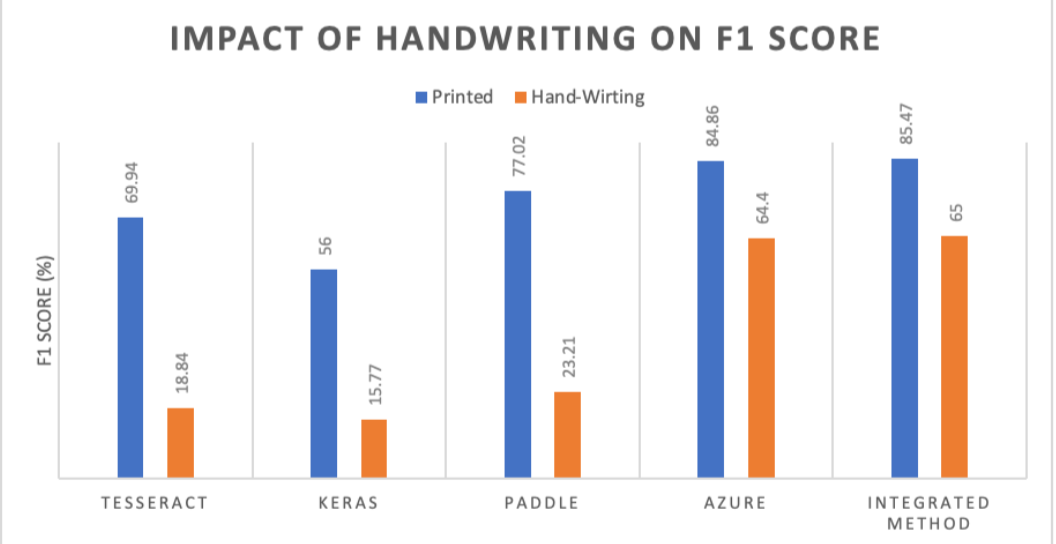 IMPACT OF HANDWRITING ON F1 SCORE
Printed Hand-Wirting
F1 SCORE (%)
69.94
18.84
56
15.77
77.02
23.21
84.86
64.4
85.47
65
TESSERACT
KERAS
PADDLE
AZURE
INTEGRATED
METHOD